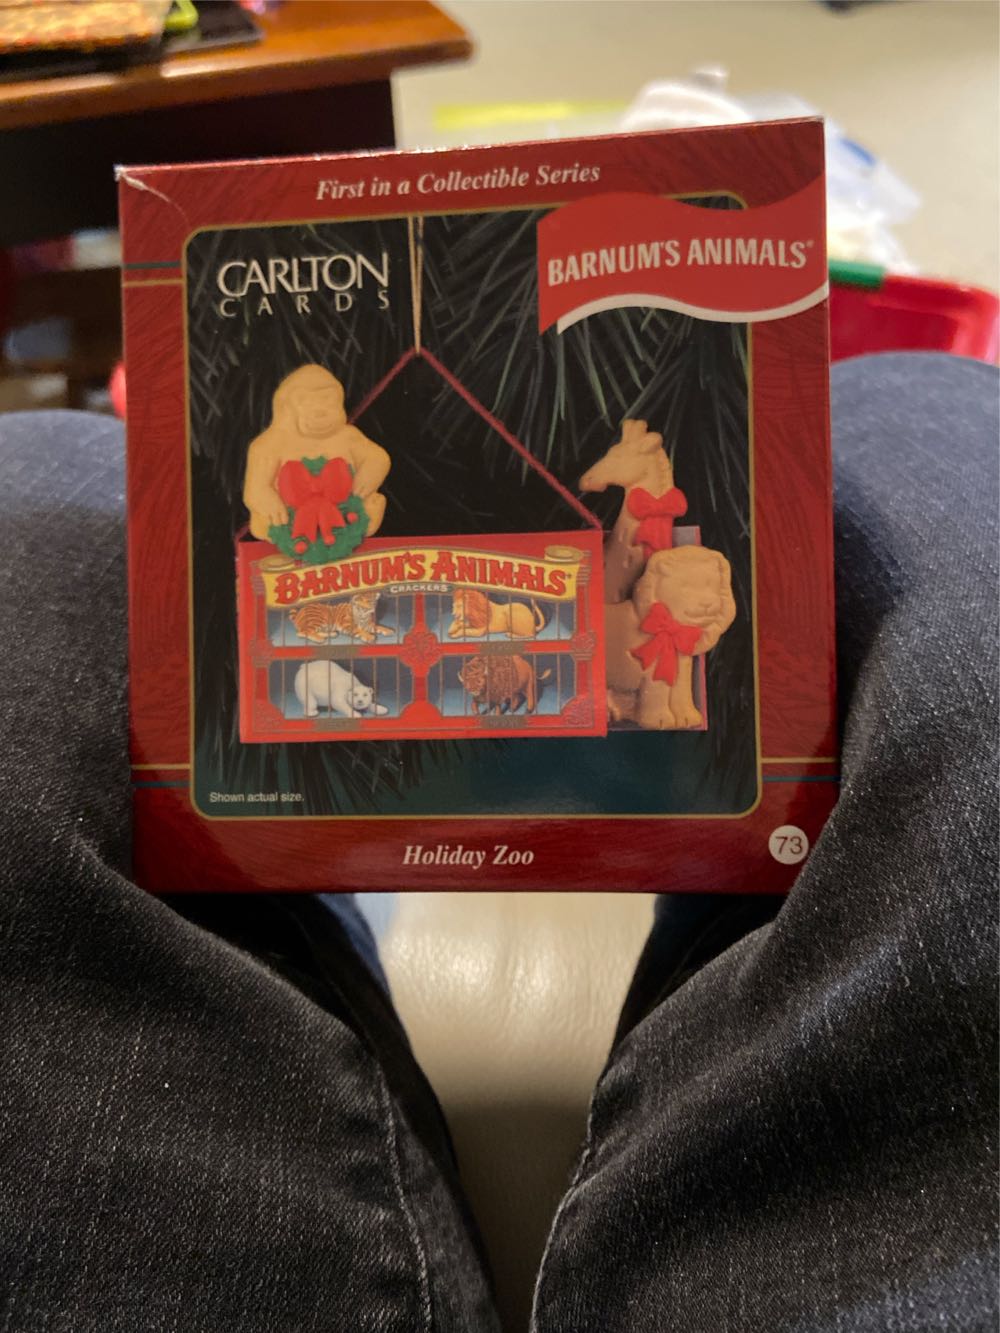 First in a Collectible Series
CARLTON
CARDS
BARNUM'S ANIMALS®
BARNUM'S ANIMALS®
CRACKERS
Shown actual size.
Holiday Zoo
73